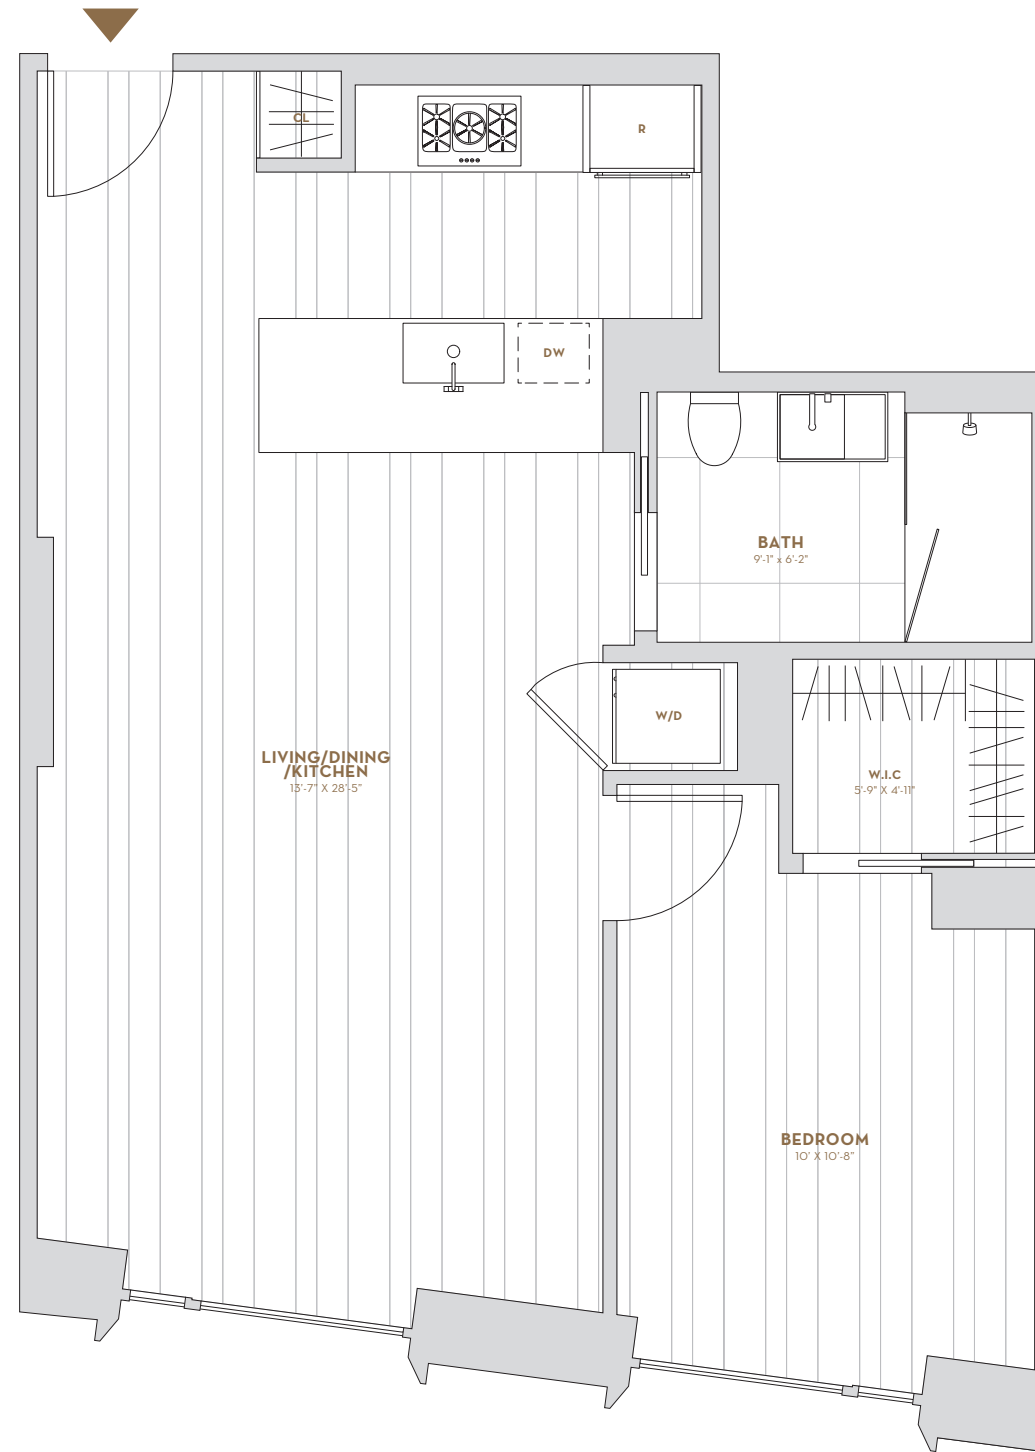 CL
R
DW
BATH
9'-1" x 6'-2"
W/D
LIVING/DINING
/KITCHEN
13'-7" X 28'-5"
W.I.C
5'-9" X 4'-11"
BEDROOM
10' X 10'-8"